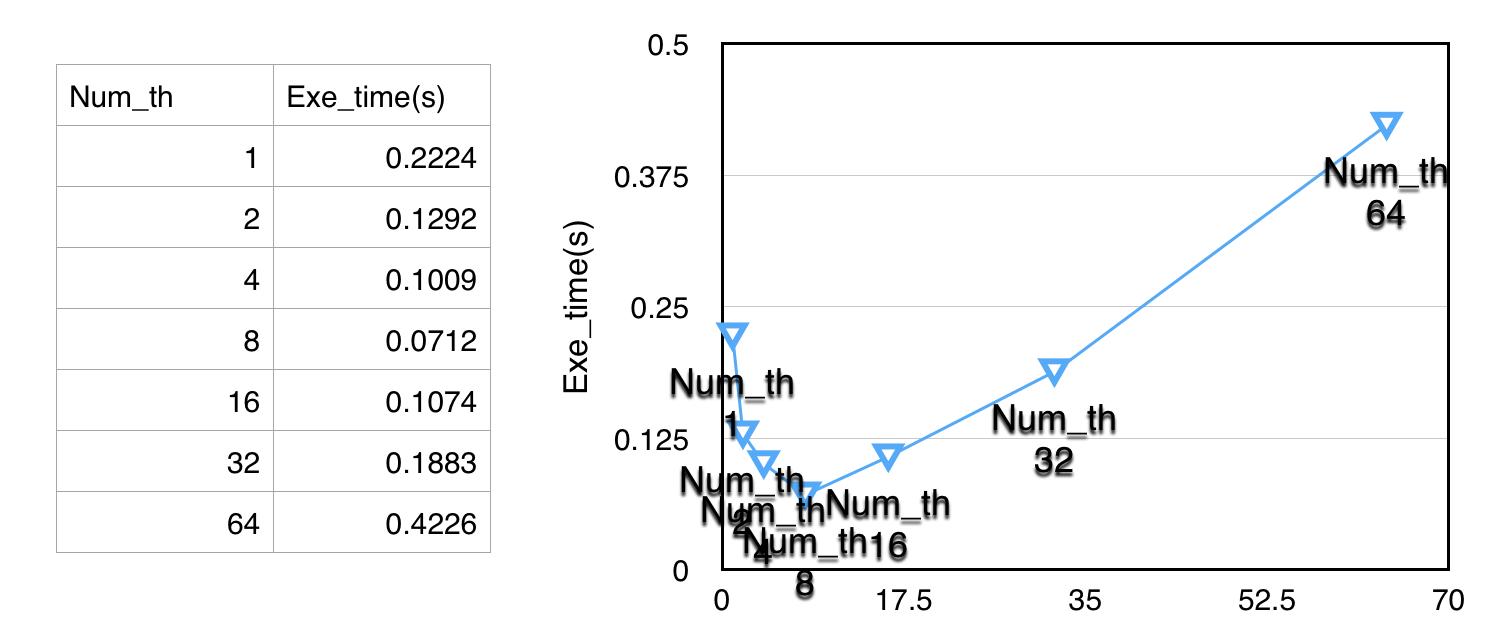 Num_th Exe_time(s)
1 0.2224
2 0.1292
4 0.1009
8 0.0712
16 0.1074
32 0.1883
64 0.4226
Exe_time(s)
0.5
0.375
0.25
0.125
0
0 17.5 35 52.5 70
Num_th
1
Num_th
2
Num_th
4
Num_th
8
Num_th
16
Num_th
32
Num_th
64